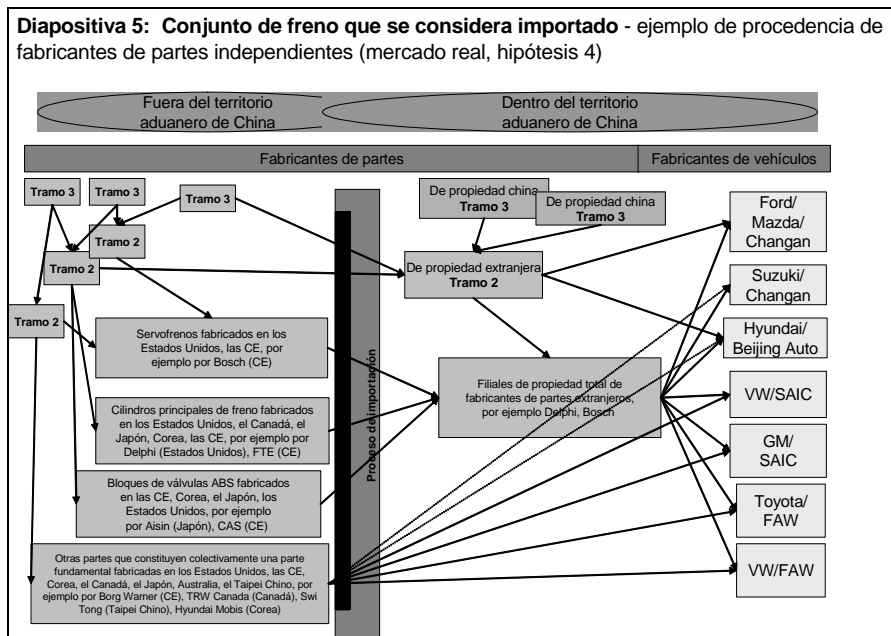 Diapositiva 5: Conjunto de freno que se considera importado - ejemplo de procedencia de
fabricantes de partes independientes (mercado real, hipótesis 4)
Fuera del territorio
aduanero de China
Dentro del territorio
aduanero de China
Fabricantes de partes
Fabricantes de vehículos
Tramo 3
Tramo 3
Tramo 3
Tramo 2
Tramo 2
Tramo 2
De propiedad china
Tramo 3
De propiedad china
Tramo 3
De propiedad extranjera
Tramo 2
Servofrenos fabricados en los
Estados Unidos, las CE, por
ejemplo por Bosch (CE)
Cilindros principales de freno fabricados
en los Estados Unidos, el Canadá, el
Japón, Corea, las CE, por ejemplo por
Delphi (Estados Unidos), FTE (CE)
Bloques de válvulas ABS fabricados
en las CE, Corea, el Japón, los
Estados Unidos, por ejemplo
por Aisin (Japón), CAS (CE)
Otras partes que constituyen colectivamente una parte
fundamental fabricadas en los Estados Unidos, las CE,
Corea, el Canadá, el Japón, Australia, el Taipei Chino, por
ejemplo por Borg Warner (CE), TRW Canada (Canadá), Swi
Tong (Taipei Chino), Hyundai Mobis (Corea)
Proceso de importación
Filiales de propiedad total de
fabricantes de partes extranjeros,
por ejemplo Delphi, Bosch
Ford/
Mazda/
Changan
Suzuki/
Changan
Hyundai/
Beijing Auto
VW/SAIC
GM/
SAIC
Toyota/
FAW
VW/FAW